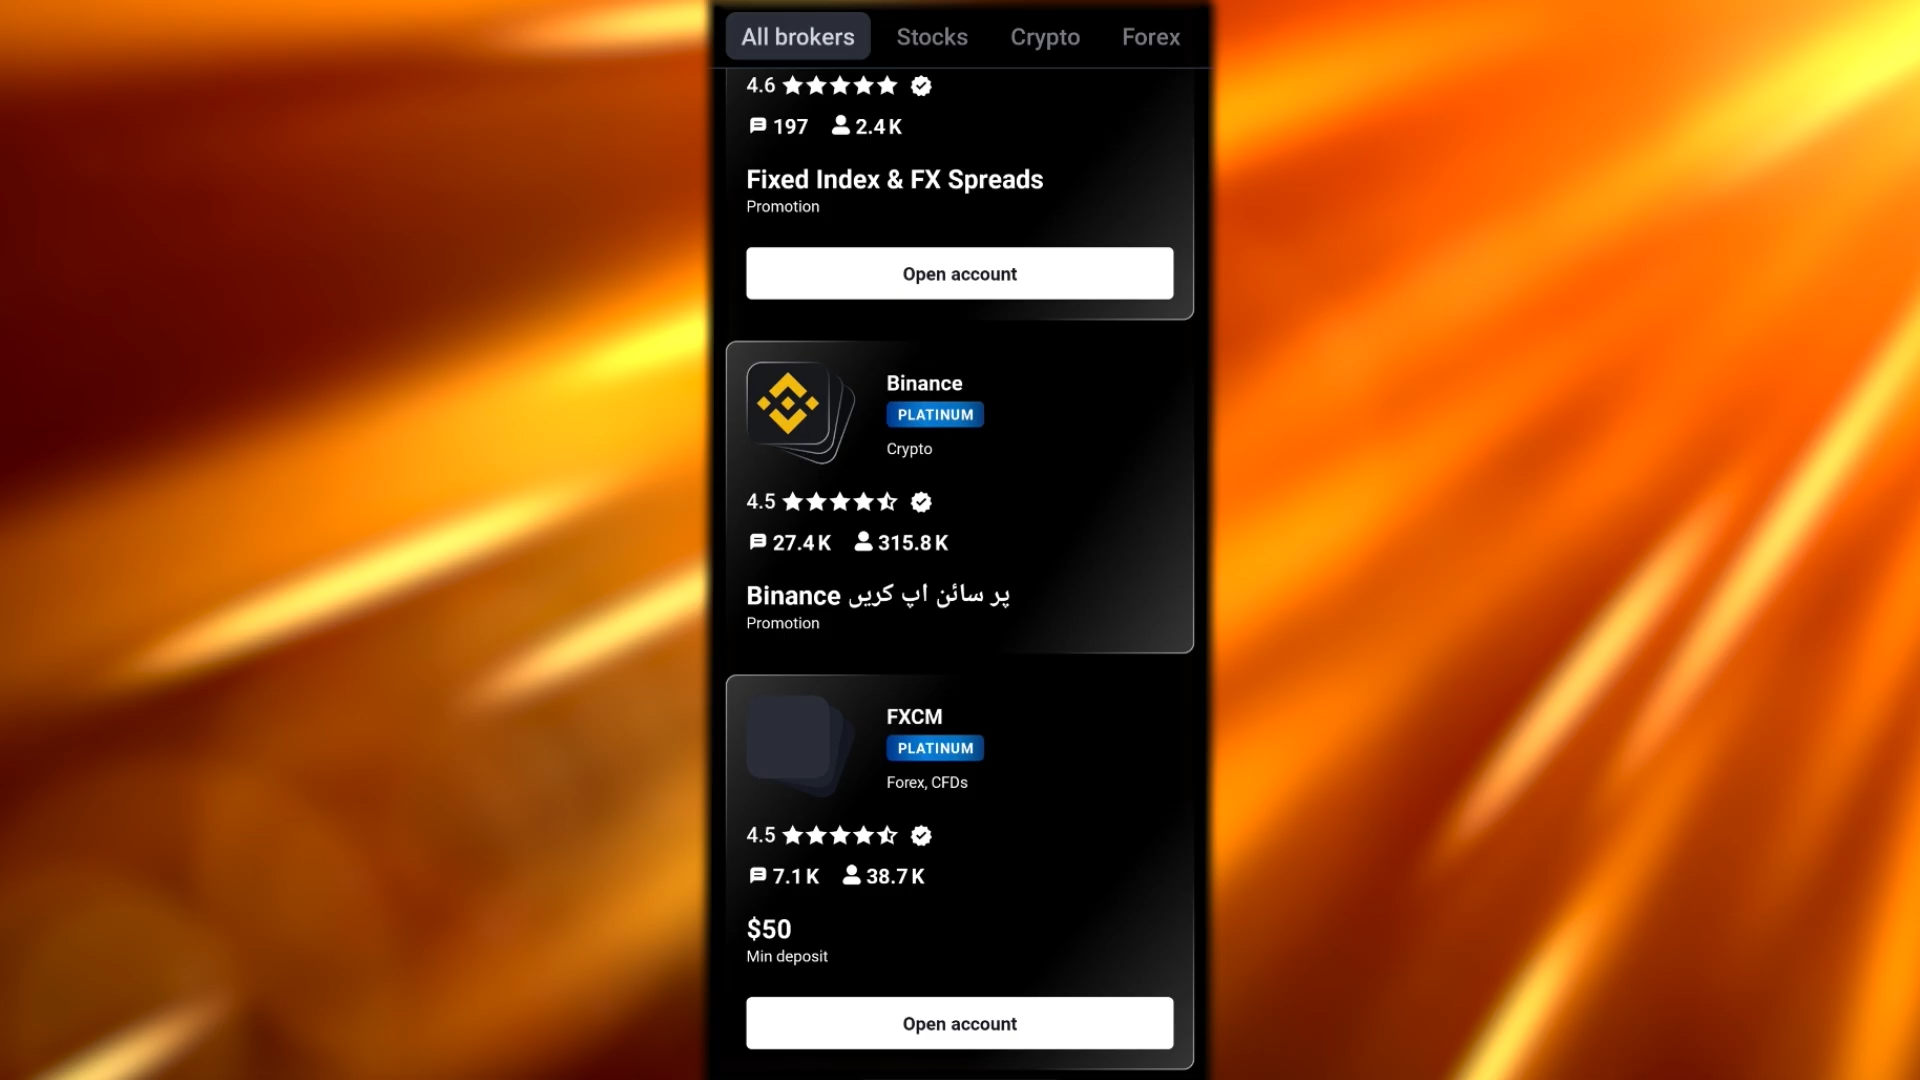 All brokers Stocks Crypto Forex
4.6
197 2.4K
Fixed Index & FX Spreads
Promotion
Open account
Binance
PLATINUM
Crypto
4.5
27.4K 315.8K
Binance پر سائن اپ کریں
Promotion
FXCM
PLATINUM
Forex, CFDs
4.5
7.1K 38.7K
$50
Min deposit
Open account